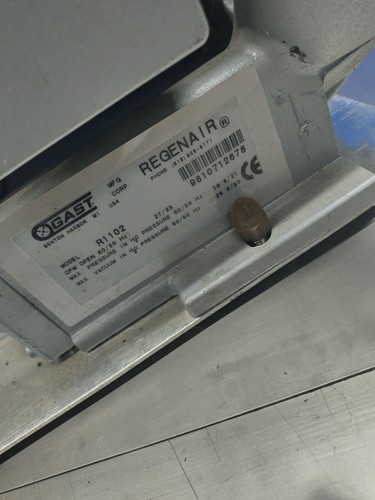 GAST MFG. CORP. REGENAIR®
BENTON HARBOR MI USA PHONE (616) 926-6171
9810712678 CE
MODEL R1102
CFM OPEN 60/50 Hz: 27/23
MAX. PRESSURE IN H2O PRESSURE 60/50 Hz:
MAX. VACUUM IN H2O PRESSURE 60/50 Hz: